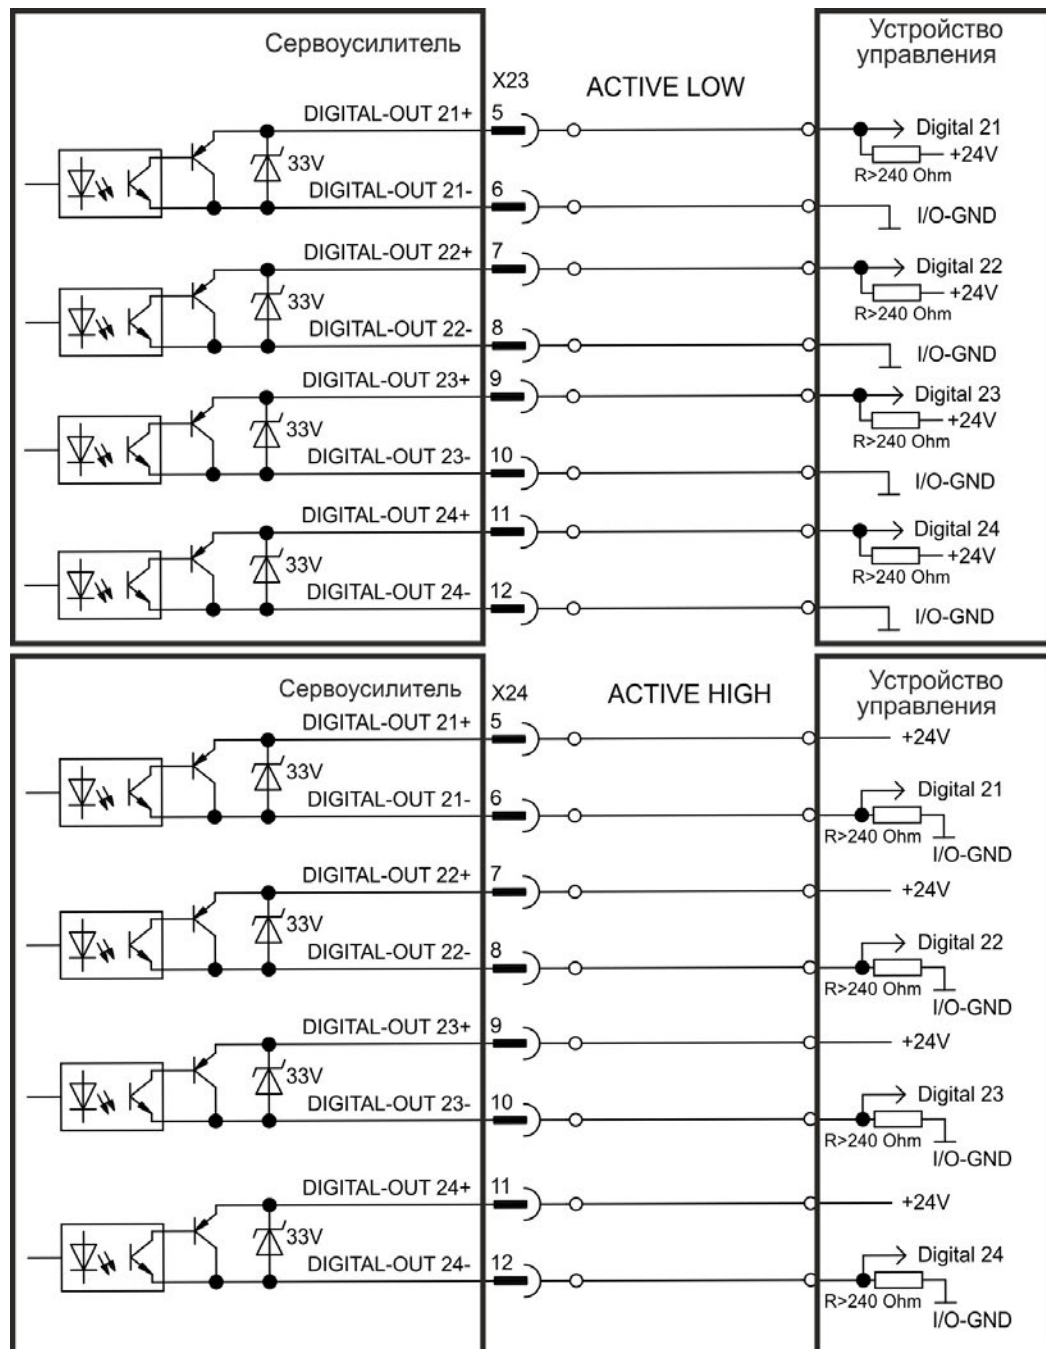 Сервоусилитель
X23
ACTIVE LOW
Устройство
управления
DIGITAL-OUT 21+
5
Digital 21
33V
+24V
R>240 Ohm
DIGITAL-OUT 21-
6
I/O-GND
DIGITAL-OUT 22+
7
Digital 22
33V
+24V
R>240 Ohm
DIGITAL-OUT 22-
8
I/O-GND
DIGITAL-OUT 23+
9
Digital 23
33V
+24V
R>240 Ohm
DIGITAL-OUT 23-
10
I/O-GND
DIGITAL-OUT 24+
11
Digital 24
33V
+24V
R>240 Ohm
DIGITAL-OUT 24-
12
I/O-GND
Сервоусилитель
X24
ACTIVE HIGH
Устройство
управления
DIGITAL-OUT 21+
5
+24V
33V
DIGITAL-OUT 21-
6
Digital 21
R>240 Ohm
I/O-GND
DIGITAL-OUT 22+
7
+24V
33V
DIGITAL-OUT 22-
8
Digital 22
R>240 Ohm
I/O-GND
DIGITAL-OUT 23+
9
+24V
33V
DIGITAL-OUT 23-
10
Digital 23
R>240 Ohm
I/O-GND
DIGITAL-OUT 24+
11
+24V
33V
DIGITAL-OUT 24-
12
Digital 24
R>240 Ohm
I/O-GND